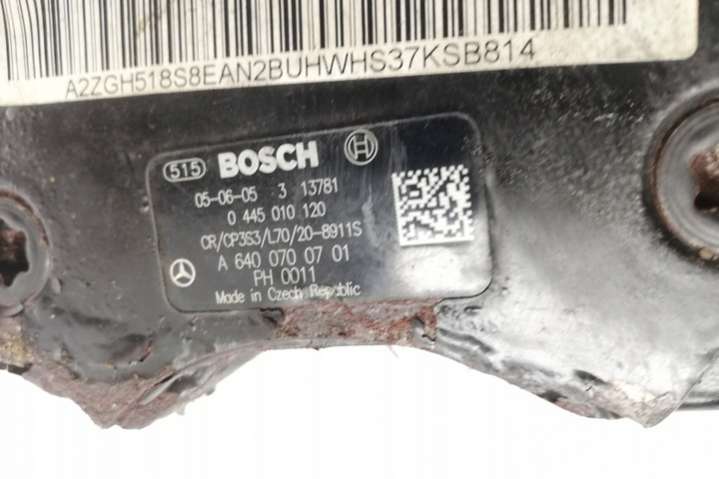 A2ZGH518S8EAN2BUHWHS37KSB814
515 BOSCH
05-06-05 3 13781
0 445 010 120
CR/CP3S3/L70/20-8911S
A 640 070 07 01
PH 0011
Made in Czech Republic